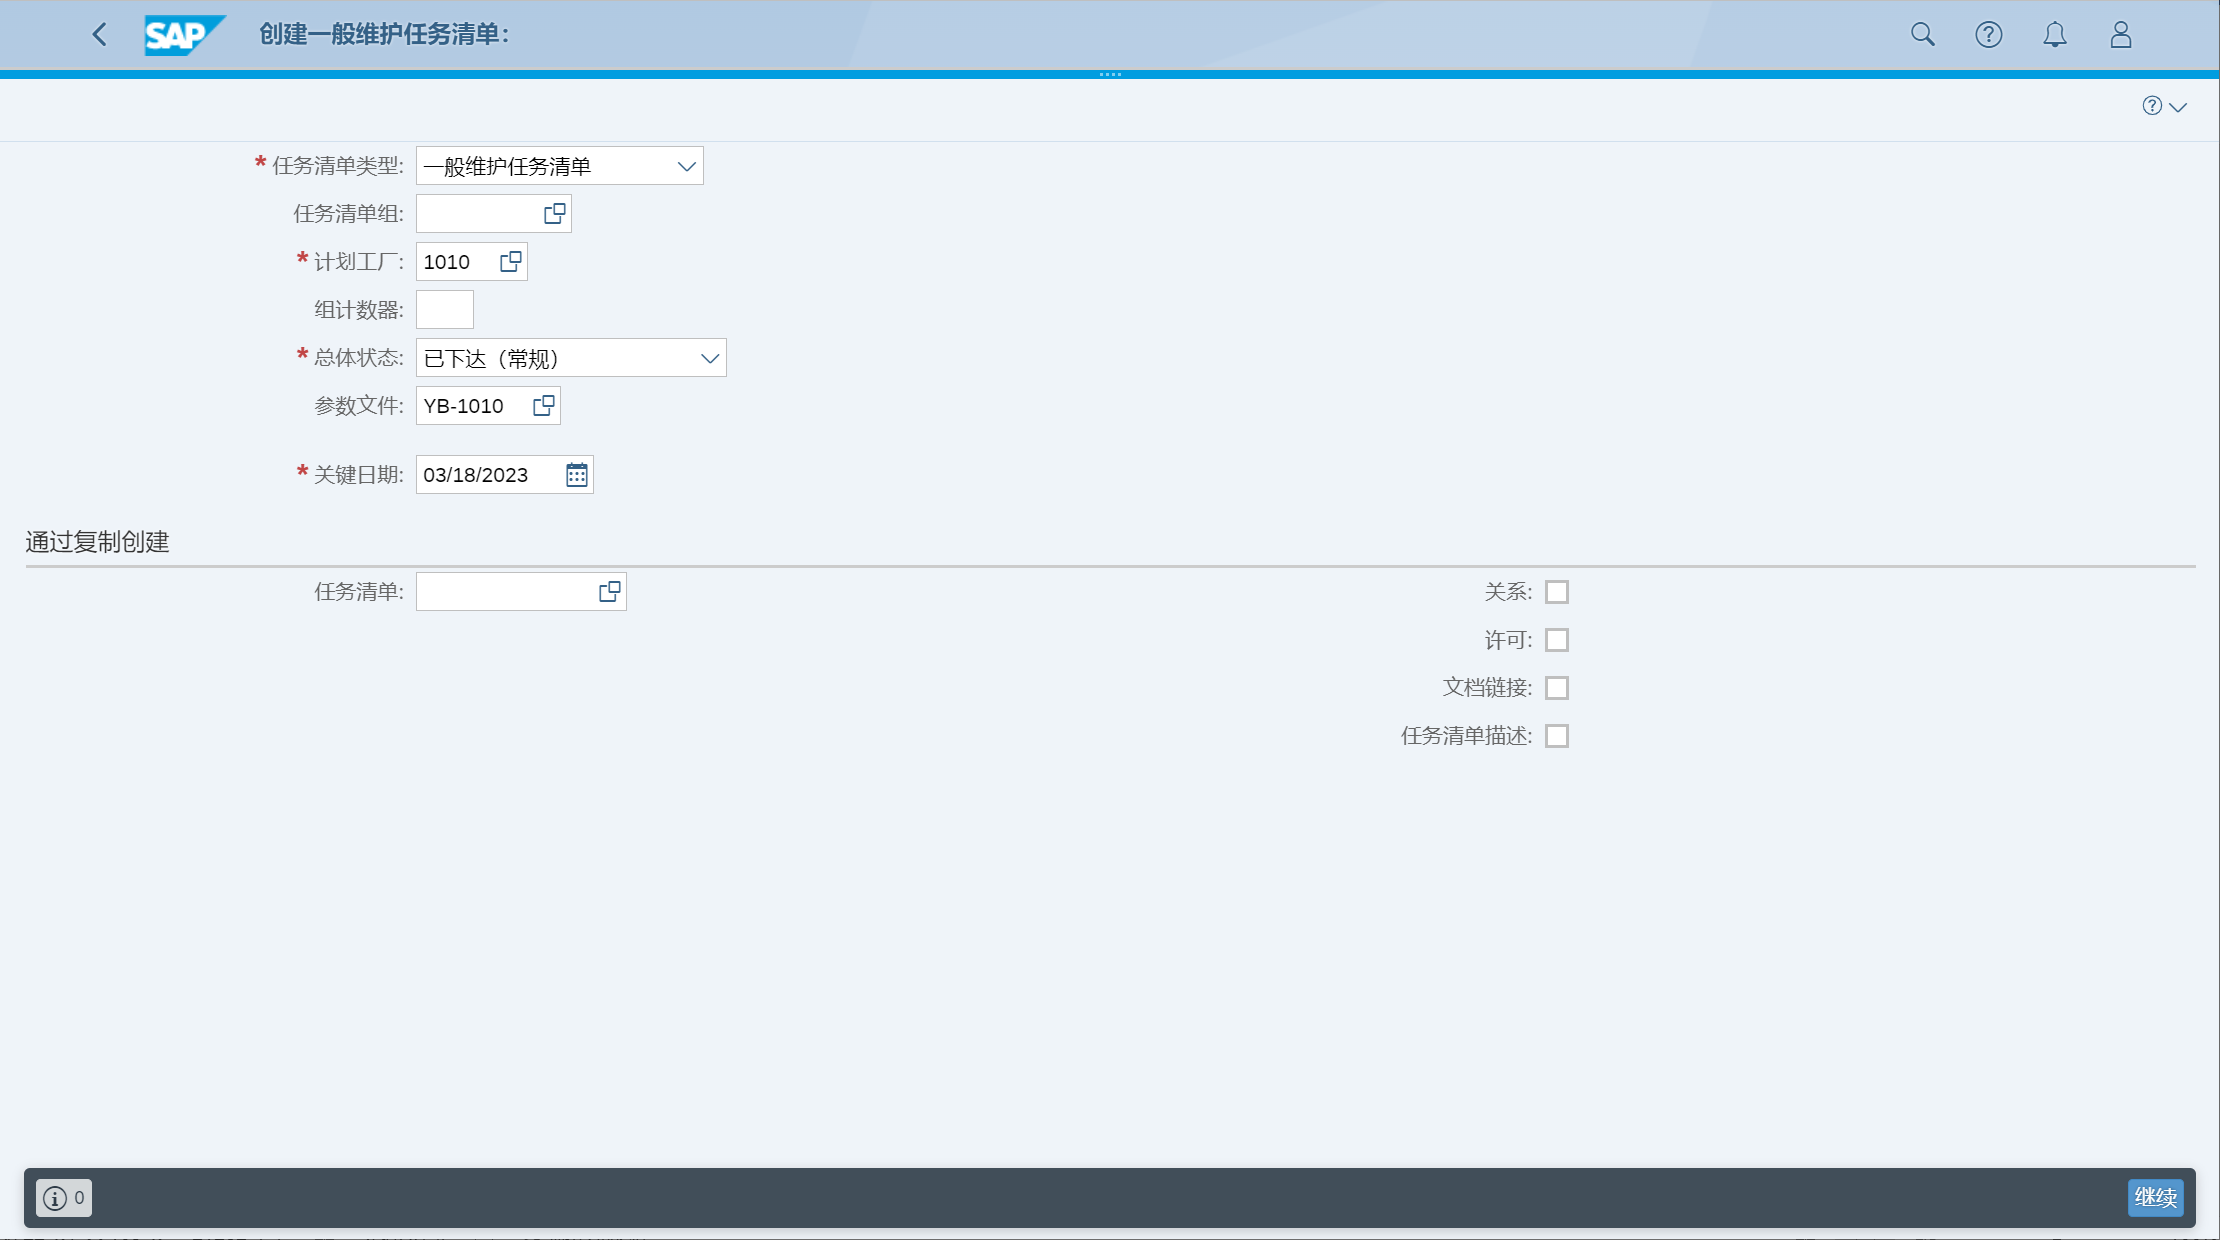 SAP 创建一般维护任务清单:
* 任务清单类型: 一般维护任务清单
任务清单组:
* 计划工厂: 1010
组计数器:
* 总体状态: 已下达（常规）
参数文件: YB-1010
* 关键日期: 03/18/2023
通过复制创建
任务清单:
关系:
许可:
文档链接:
任务清单描述:
0
继续